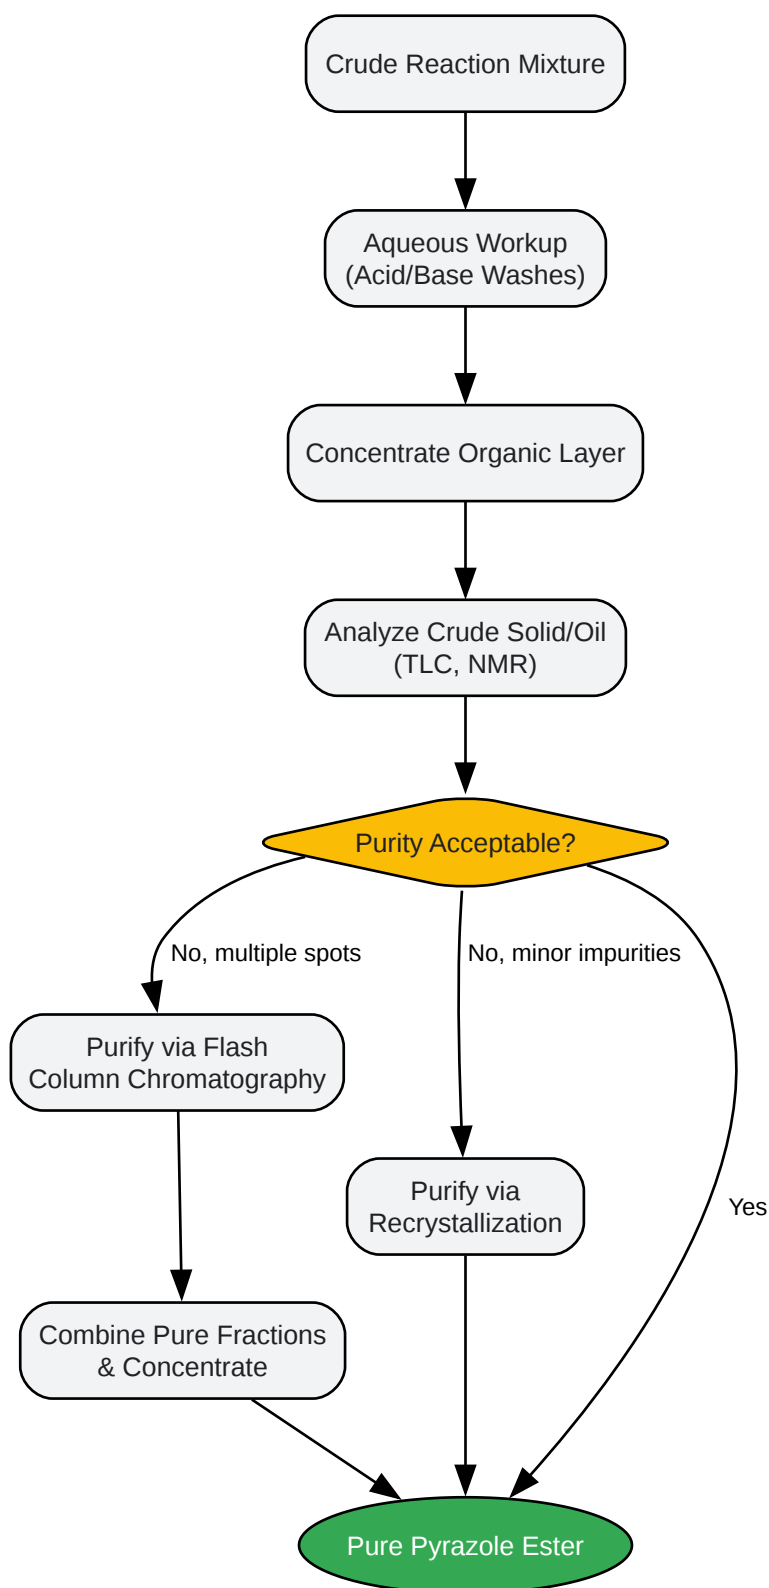 Crude Reaction Mixture
Aqueous Workup
(Acid/Base Washes)
Concentrate Organic Layer
Analyze Crude Solid/Oil
(TLC, NMR)
Purity Acceptable?
No, multiple spots
No, minor impurities
Purify via Flash
Column Chromatography
Purify via
Recrystallization
Yes
Combine Pure Fractions
& Concentrate
Pure Pyrazole Ester